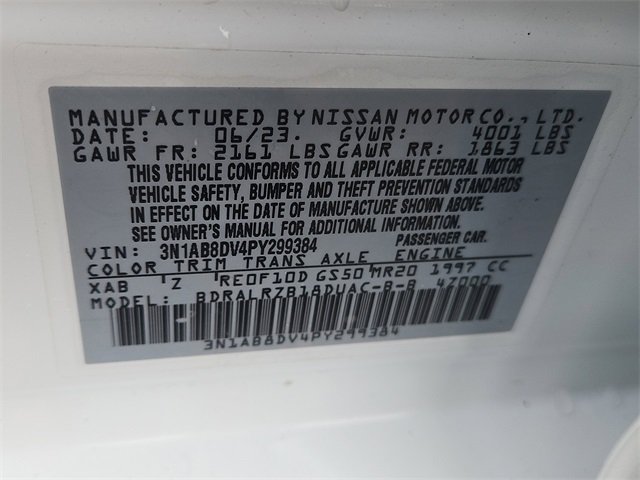 MANUFACTURED BY NISSAN MOTOR CO., LTD.
DATE: 06/23. GVWR: 4001 LBS
GAWR FR: 2161 LBS GAWR RR: 1863 LBS
THIS VEHICLE CONFORMS TO ALL APPLICABLE FEDERAL MOTOR
VEHICLE SAFETY, BUMPER AND THEFT PREVENTION STANDARDS
IN EFFECT ON THE DATE OF MANUFACTURE SHOWN ABOVE.
SEE OWNER'S MANUAL FOR ADDITIONAL INFORMATION.
VIN: 3N1AB8DV4PY299384 PASSENGER CAR.
COLOR TRIM TRANS AXLE ENGINE
XAB Z RE0F10D GS50 MR20 1997 CC
MODEL: BDRALRZB18DUAC-B-B 4Z000
3N1AB8DV4PY299384